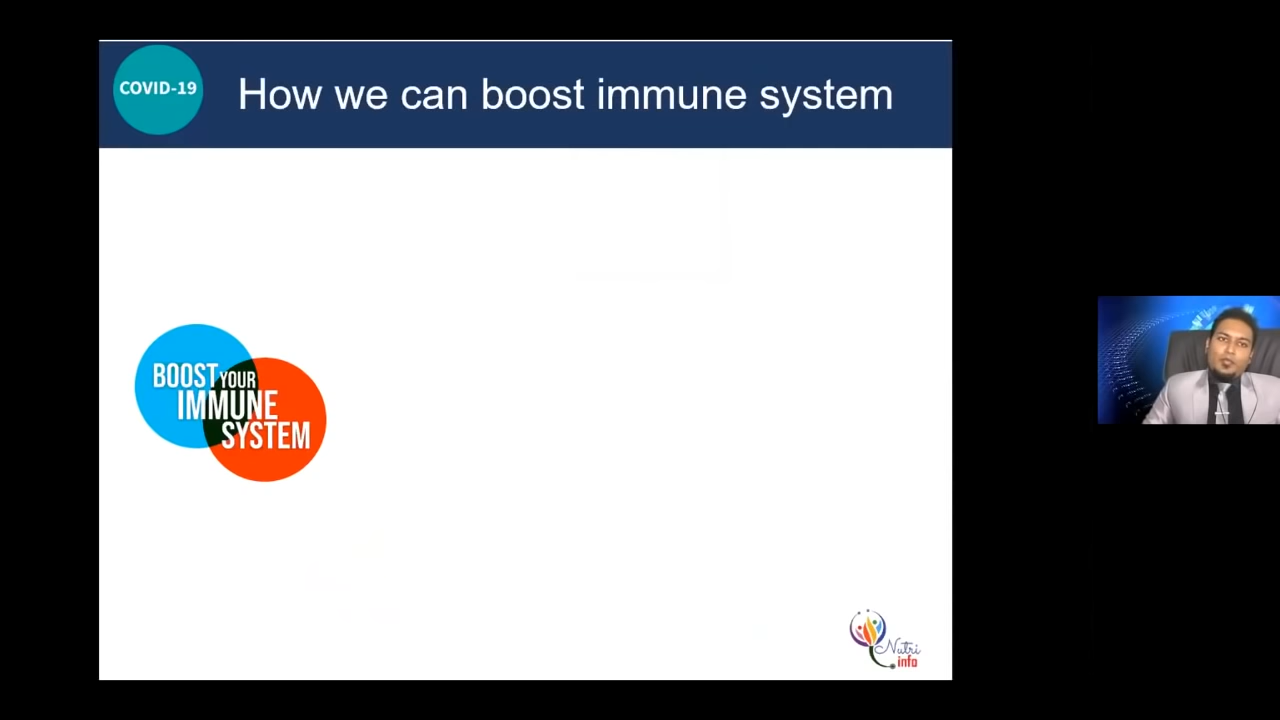 COVID-19
How we can boost immune system
BOOST YOUR
IMMUNE
SYSTEM
Nutri
info